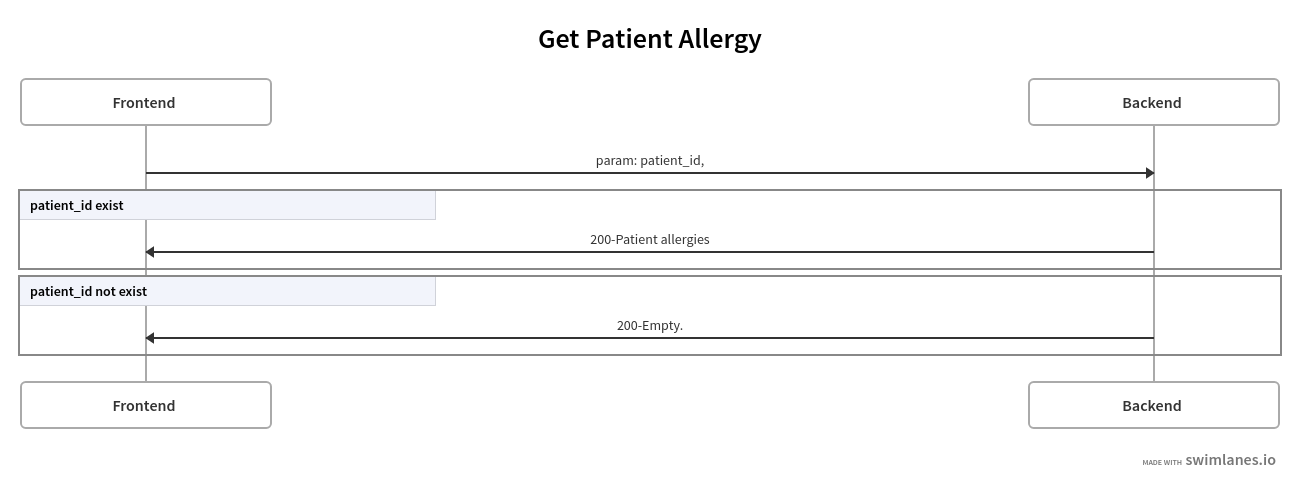 Get Patient Allergy
Frontend
Backend
param: patient_id,
patient_id exist
200-Patient allergies
patient_id not exist
200-Empty.
Frontend
Backend
MADE WITH swimlanes.io